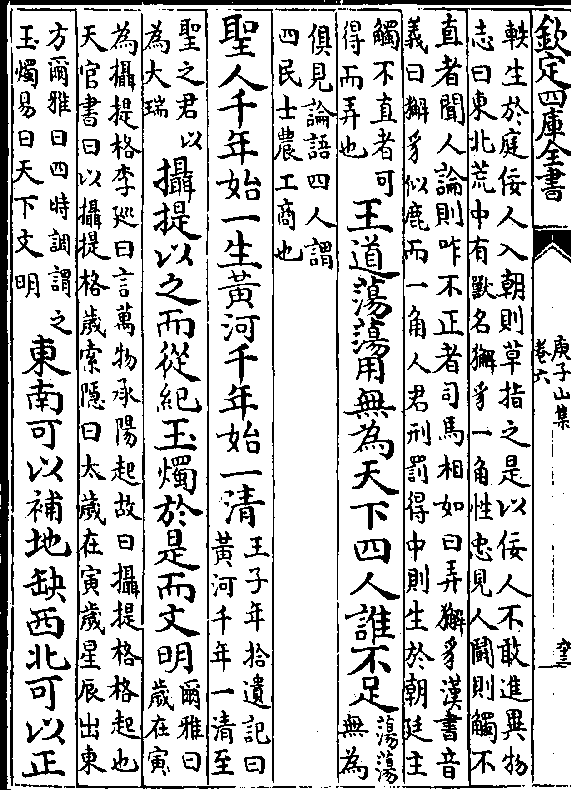 欽定四庫全書
庾子山集
卷六
六十三
軼生於庭佞人入朝則草指之是以佞人不敢進異物
志曰東北荒中有獸名獬豸一角性忠見人鬭則觸不
直者聞人論則咋不正者司馬相如曰弄獬豸漢書音
義曰獬豸似鹿而一角人君刑罰得中則生於朝廷主
觸不直者可
得而弄也
王道蕩蕩用無為天下四人誰不足
蕩蕩
無為
俱見論語四人謂
四民士農工商也
聖人千年始一生黃河千年始一清
王子年拾遺記曰
黃河千年一清至
聖之君以
為大瑞
攝提以之而從紀玉燭於是而文明
爾雅曰
歲在寅
為攝提格李廵曰言萬物承陽起故曰攝提格格起也
天官書曰以攝提格歲索隱曰太歲在寅歲星辰出東
方爾雅曰四時調謂之
玉燭易曰天下文明
東南可以補地缺西北可以正